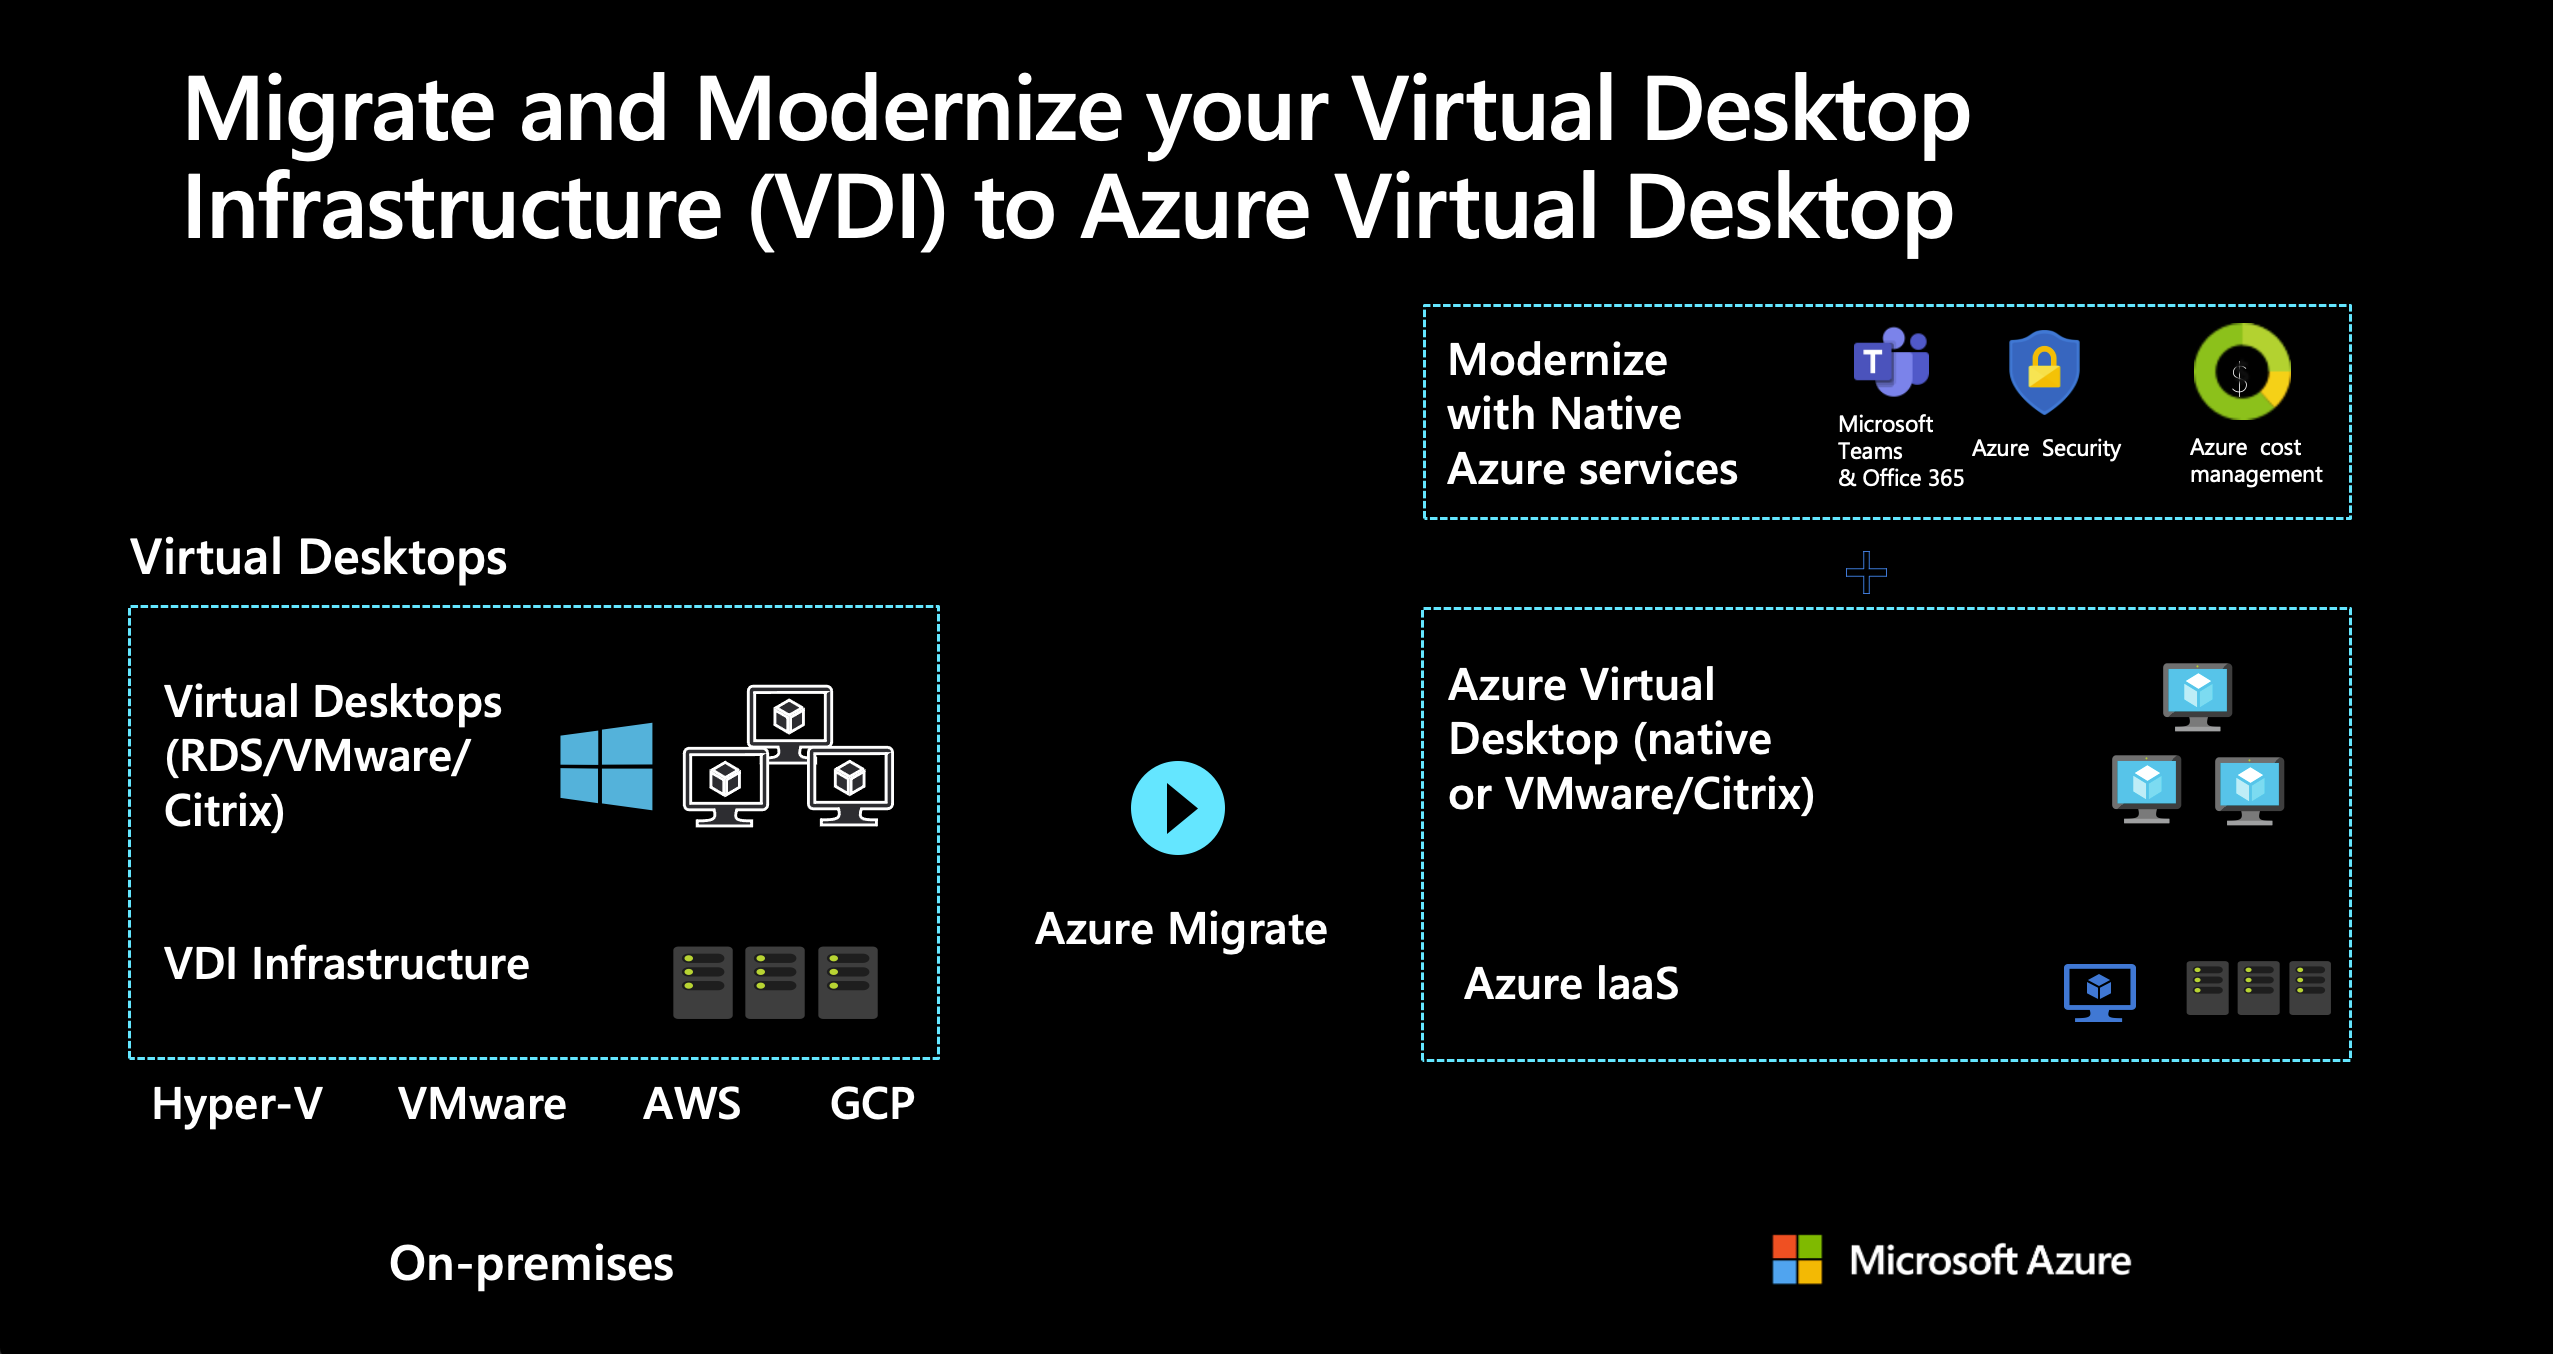 Migrate and Modernize your Virtual Desktop
Infrastructure (VDI) to Azure Virtual Desktop
Modernize
with Native
Azure services
T
Microsoft
Teams
& Office 365
Azure Security
$
Azure cost
management
Virtual Desktops
Virtual Desktops
(RDS/VMware/
Citrix)
VDI Infrastructure
Hyper-V VMware AWS GCP
On-premises
Azure Migrate
Azure Virtual
Desktop (native
or VMware/Citrix)
Azure IaaS
Microsoft Azure